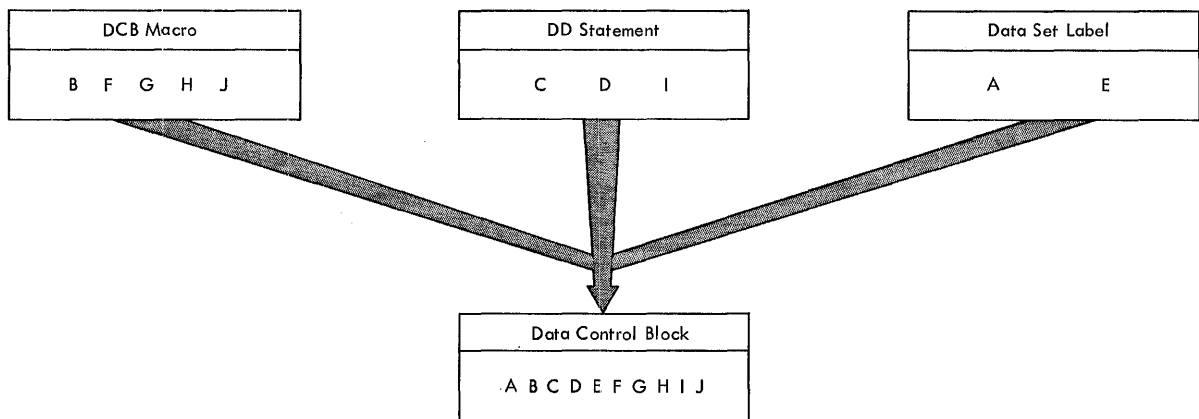 DCB Macro
B F G H J
DD Statement
C D I
Data Set Label
A E
Data Control Block
A B C D E F G H I J